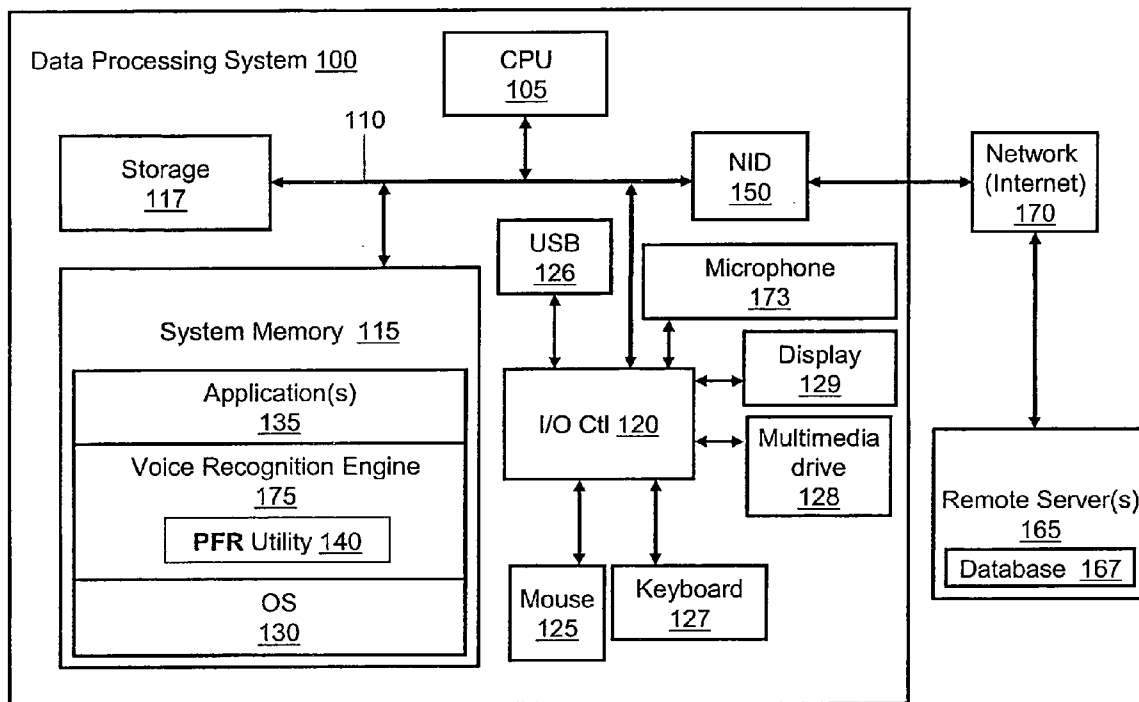 Data Processing System 100
CPU
105
110
Storage
117
NID
150
Network
(Internet)
170
USB
126
Microphone
173
System Memory 115
Display
129
Application(s)
135
I/O Ctl 120
Multimedia
drive
128
Voice Recognition Engine
175
PFR Utility 140
Remote Server(s)
165
Database 167
OS
130
Mouse
125
Keyboard
127